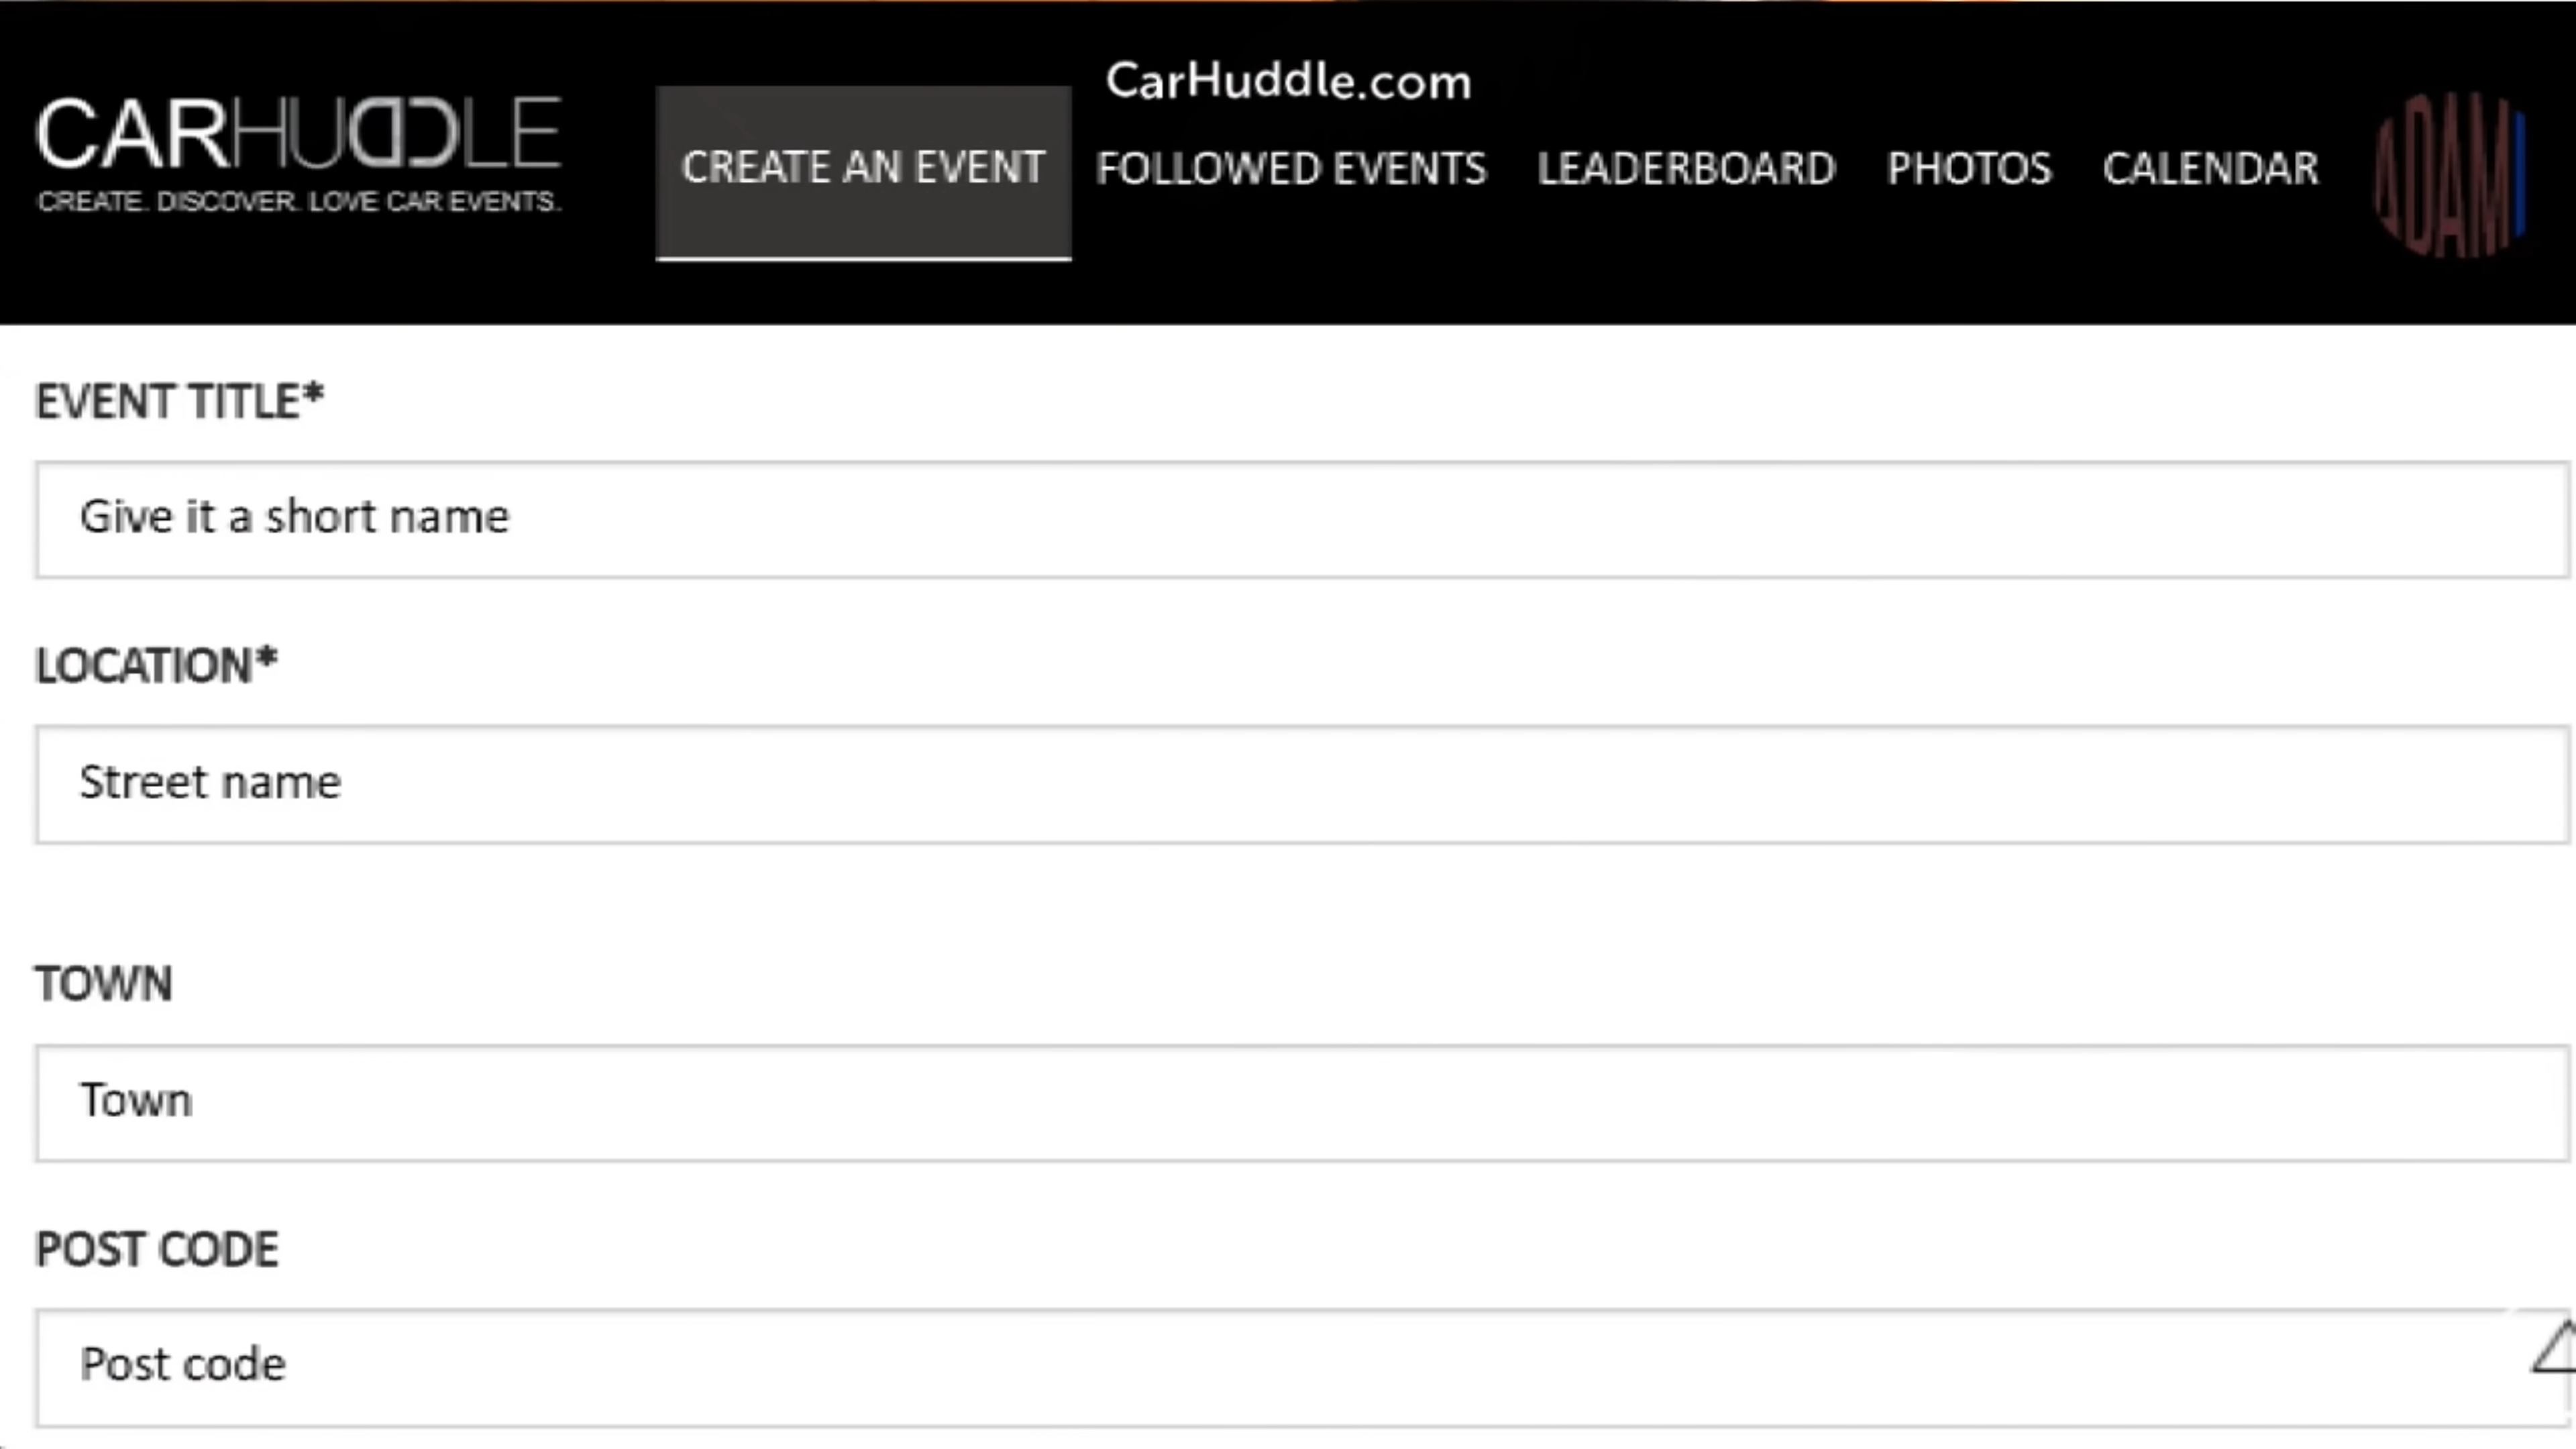 CarHuddle.com
CARHUDDLE
CREATE. DISCOVER. LOVE CAR EVENTS.
CREATE AN EVENT FOLLOWED EVENTS LEADERBOARD PHOTOS CALENDAR
ADAM
EVENT TITLE*
Give it a short name
LOCATION*
Street name
TOWN
Town
POST CODE
Post code